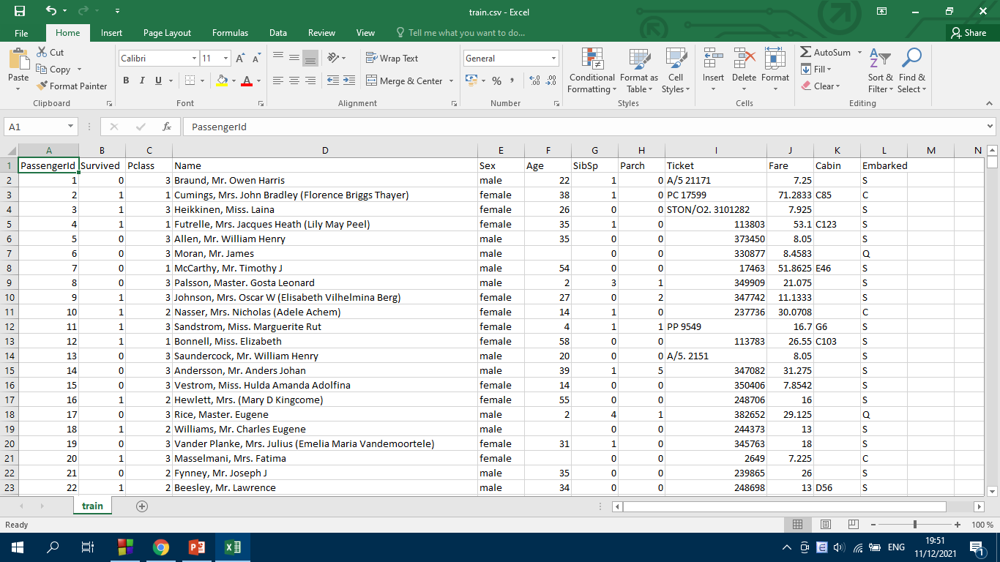 train.csv - Excel
File Home Insert Page Layout Formulas Data Review View Tell me what you want to do... Share
Paste Cut Copy Format Painter
Calibri 11
B I U
Wrap Text
Merge & Center
General
%
Conditional Formatting Format as Table Cell Styles
Insert Delete Format
AutoSum Fill Clear
Sort & Filter Find & Select
Clipboard Font Alignment Number Styles Cells Editing
A1 fx PassengerId
A B C D E F G H I J K L M N
1 PassengerId Survived Pclass Name Sex Age SibSp Parch Ticket Fare Cabin Embarked
2 1 0 3 Braund, Mr. Owen Harris male 22 1 0 A/5 21171 7.25 S
3 2 1 1 Cumings, Mrs. John Bradley (Florence Briggs Thayer) female 38 1 0 PC 17599 71.2833 C85 C
4 3 1 3 Heikkinen, Miss. Laina female 26 0 0 STON/O2. 3101282 7.925 S
5 4 1 1 Futrelle, Mrs. Jacques Heath (Lily May Peel) female 35 1 0 113803 53.1 C123 S
6 5 0 3 Allen, Mr. William Henry male 35 0 0 373450 8.05 S
7 6 0 3 Moran, Mr. James male 0 0 330877 8.4583 Q
8 7 0 1 McCarthy, Mr. Timothy J male 54 0 0 17463 51.8625 E46 S
9 8 0 3 Palsson, Master. Gosta Leonard male 2 3 1 349909 21.075 S
10 9 1 3 Johnson, Mrs. Oscar W (Elisabeth Vilhelmina Berg) female 27 0 2 347742 11.1333 S
11 10 1 2 Nasser, Mrs. Nicholas (Adele Achem) female 14 1 0 237736 30.0708 C
12 11 1 3 Sandstrom, Miss. Marguerite Rut female 4 1 1 PP 9549 16.7 G6 S
13 12 1 1 Bonnell, Miss. Elizabeth female 58 0 0 113783 26.55 C103 S
14 13 0 3 Saundercock, Mr. William Henry male 20 0 0 A/5. 2151 8.05 S
15 14 0 3 Andersson, Mr. Anders Johan male 39 1 5 347082 31.275 S
16 15 0 3 Vestrom, Miss. Hulda Amanda Adolfina female 14 0 0 350406 7.8542 S
17 16 1 2 Hewlett, Mrs. (Mary D Kingcome) female 55 0 0 248706 16 S
18 17 0 3 Rice, Master. Eugene male 2 4 1 382652 29.125 Q
19 18 1 2 Williams, Mr. Charles Eugene male 0 0 244373 13 S
20 19 0 3 Vander Planke, Mrs. Julius (Emelia Maria Vandemoortele) female 31 1 0 345763 18 S
21 20 1 3 Masselmani, Mrs. Fatima female 0 0 2649 7.225 C
22 21 0 2 Fynney, Mr. Joseph J male 35 0 0 239865 26 S
23 22 1 2 Beesley, Mr. Lawrence male 34 0 0 248698 13 D56 S
train
Ready 100 %
ENG 19:51
11/12/2021 1